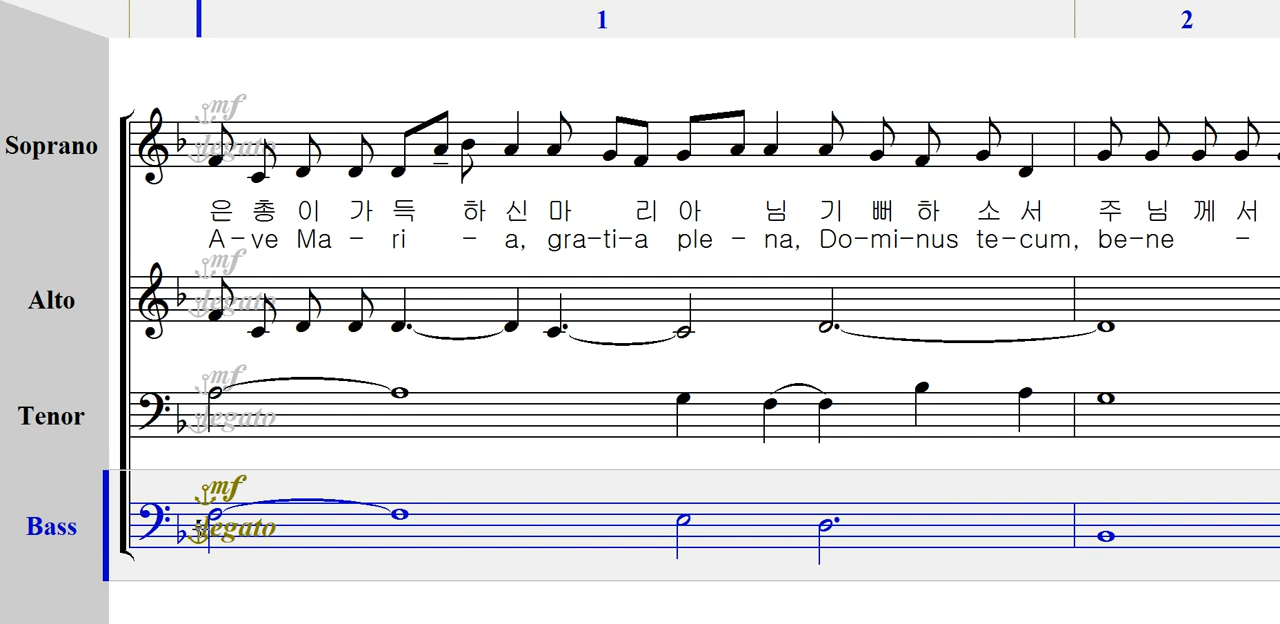 1 2
mf
Soprano
legato
은 총 이 가 득 하 신 마 리 아 님 기 뻐 하 소 서 주 님 께 서
A-ve Ma - ri - a, gra-ti-a ple - na, Do-mi-nus te-cum, be-ne -
mf
Alto
legato
mf
Tenor
legato
mf
Bass
legato